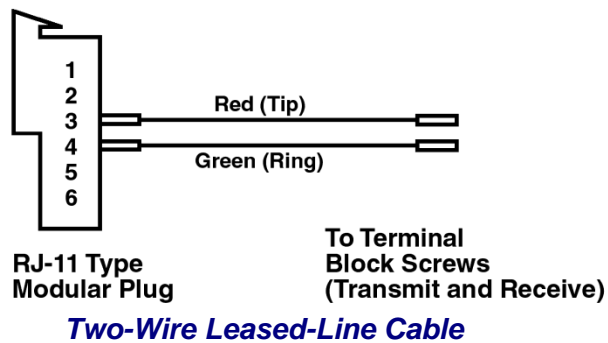 1
2
3
4
5
6
Red (Tip)
Green (Ring)
RJ-11 Type
Modular Plug
To Terminal
Block Screws
(Transmit and Receive)
Two-Wire Leased-Line Cable